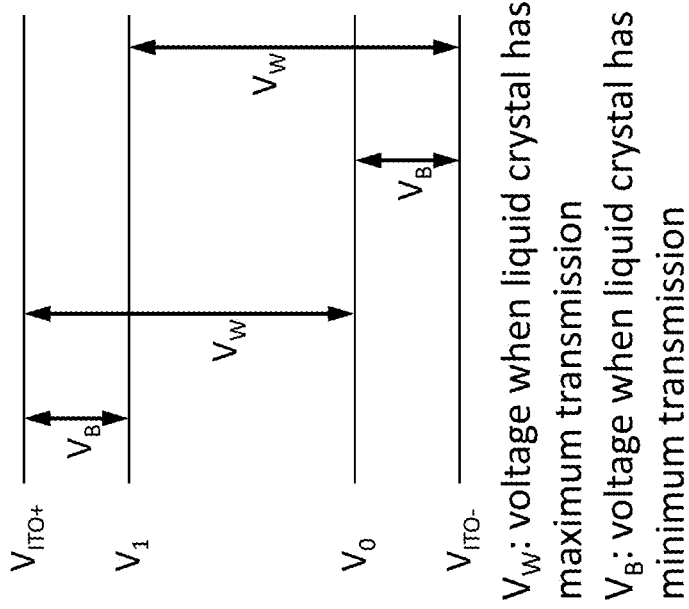 V_ITO+
V_B
V_1
V_W
V_W
V_0
V_B
V_ITO-
V_W: voltage when liquid crystal has
maximum transmission
V_B: voltage when liquid crystal has
minimum transmission